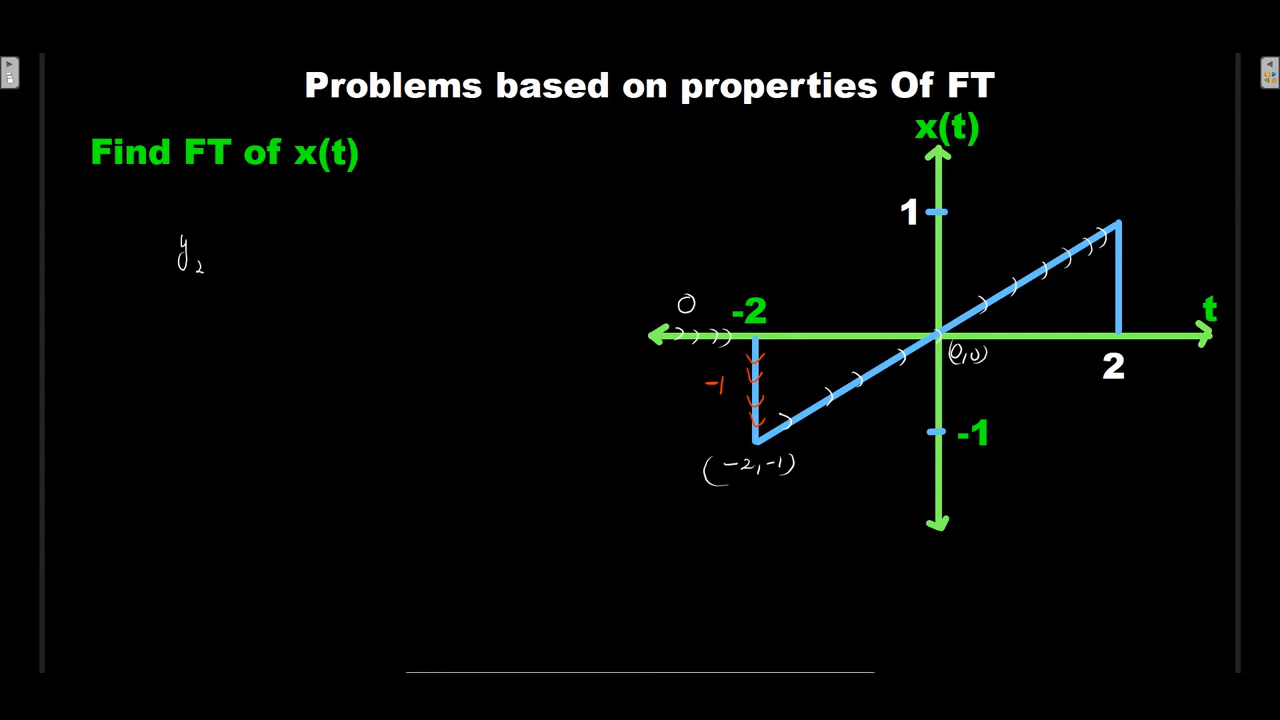 Problems based on properties Of FT
x(t)
Find FT of x(t)
1
y2
0
-2
t
(0,0)
2
-1
-1
(-2,-1)